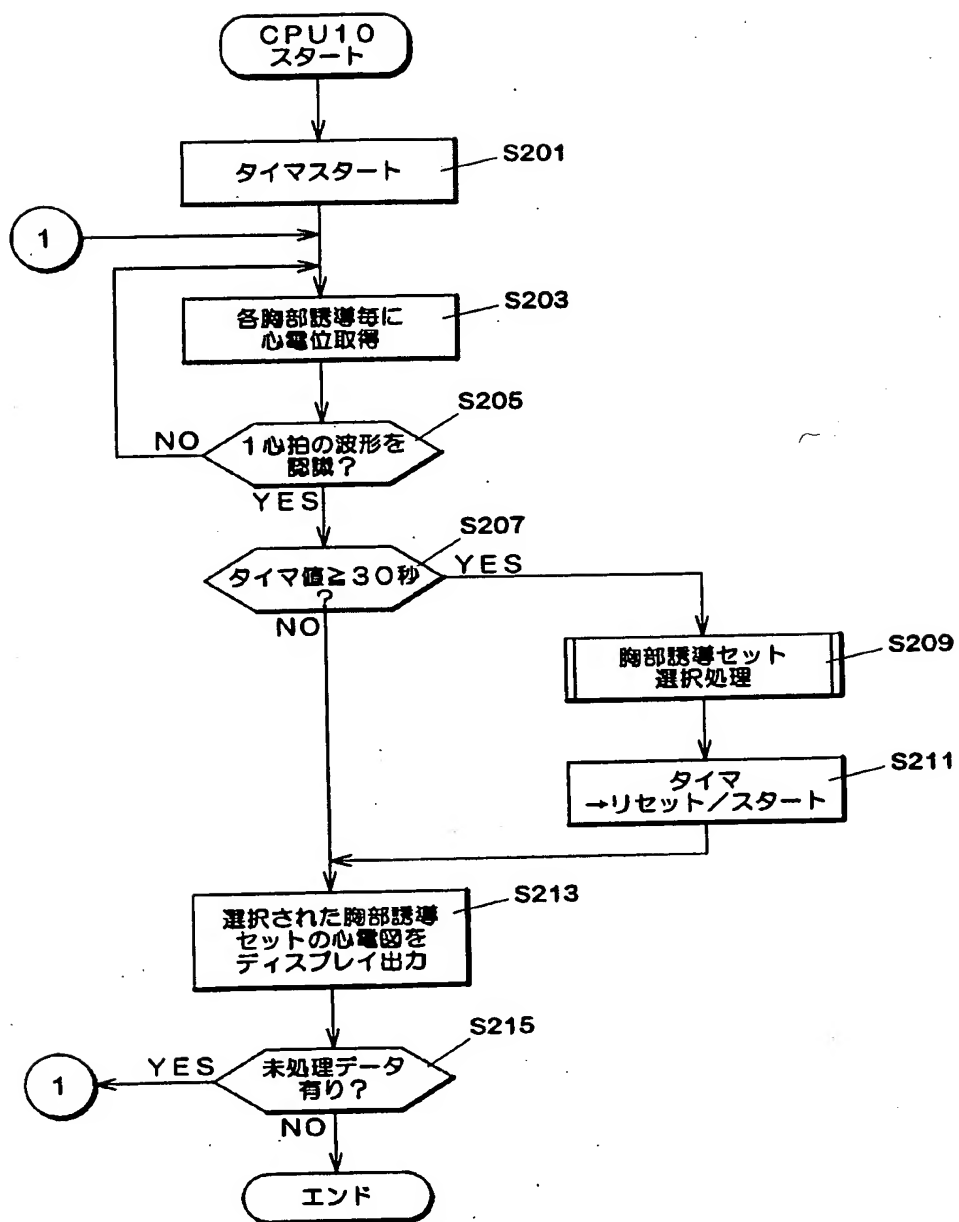 CPU10
スタート
タイマスタート
S201
1
各胸部誘導毎に
心電位取得
S203
1心拍の波形を
認識?
S205
NO
YES
タイマ値≧30秒
?
S207
YES
NO
胸部誘導セット
選択処理
S209
タイマ
→リセット/スタート
S211
選択された胸部誘導
セットの心電図を
ディスプレイ出力
S213
未処理データ
有り?
S215
YES
1
NO
エンド